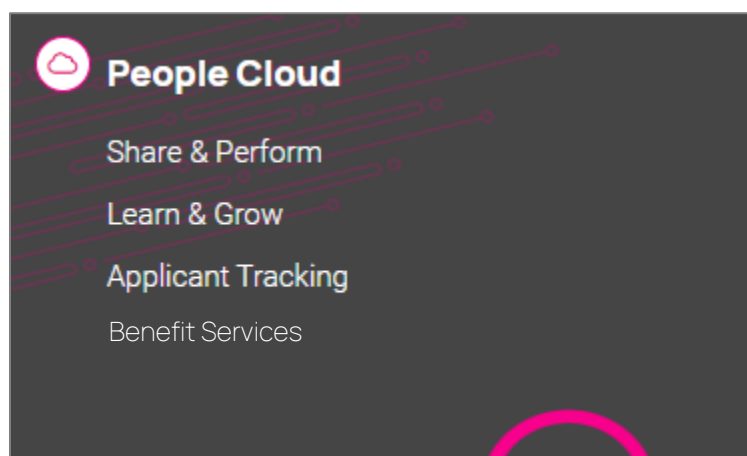 People Cloud
Share & Perform
Learn & Grow
Applicant Tracking
Benefit Services